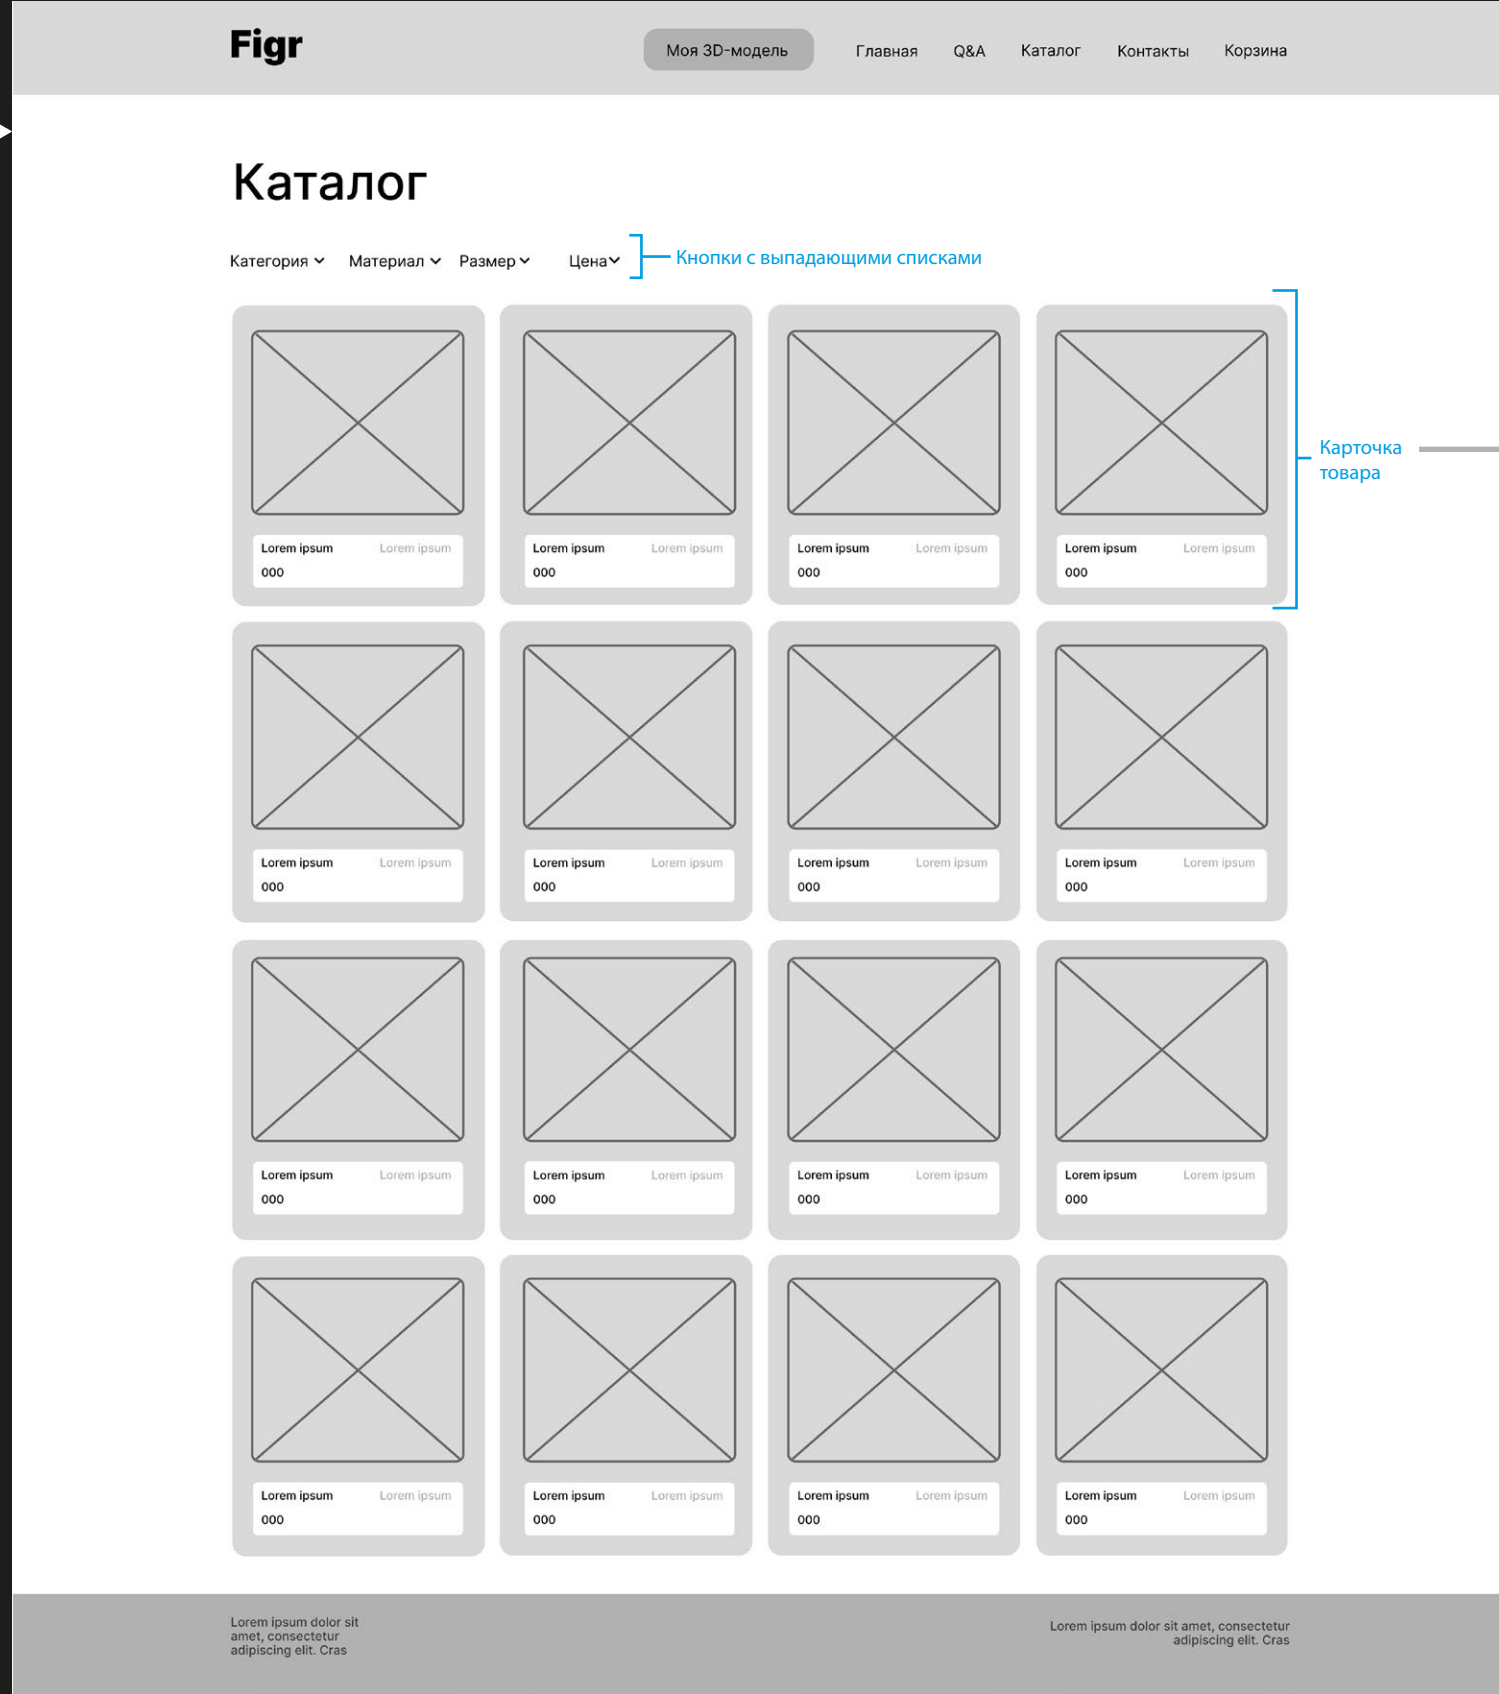 Figr
Моя 3D-модель Главная Q&A Каталог Контакты Корзина
Каталог
Категория Материал Размер Цена
Кнопки с выпадающими списками
Карточка
товара
Lorem ipsum Lorem ipsum
000
Lorem ipsum Lorem ipsum
000
Lorem ipsum Lorem ipsum
000
Lorem ipsum Lorem ipsum
000
Lorem ipsum Lorem ipsum
000
Lorem ipsum Lorem ipsum
000
Lorem ipsum Lorem ipsum
000
Lorem ipsum Lorem ipsum
000
Lorem ipsum Lorem ipsum
000
Lorem ipsum Lorem ipsum
000
Lorem ipsum Lorem ipsum
000
Lorem ipsum Lorem ipsum
000
Lorem ipsum Lorem ipsum
000
Lorem ipsum Lorem ipsum
000
Lorem ipsum Lorem ipsum
000
Lorem ipsum Lorem ipsum
000
Lorem ipsum dolor sit
amet, consectetur
adipiscing elit. Cras
Lorem ipsum dolor sit amet, consectetur
adipiscing elit. Cras